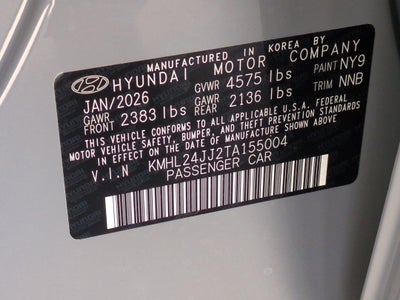 MANUFACTURED IN KOREA BY
HYUNDAI MOTOR COMPANY
JAN/2026 GVWR 4575 lbs PAINT NY9
GAWR FRONT 2383 lbs GAWR REAR 2136 lbs TRIM NNB
THIS VEHICLE CONFORMS TO ALL APPLICABLE U.S.A. FEDERAL
MOTOR VEHICLE SAFETY, BUMPER, AND THEFT PREVENTION STANDARDS
IN EFFECT ON THE DATE OF MANUFACTURE SHOWN ABOVE.
V.I.N KMHL24JJ2TA155004
PASSENGER CAR